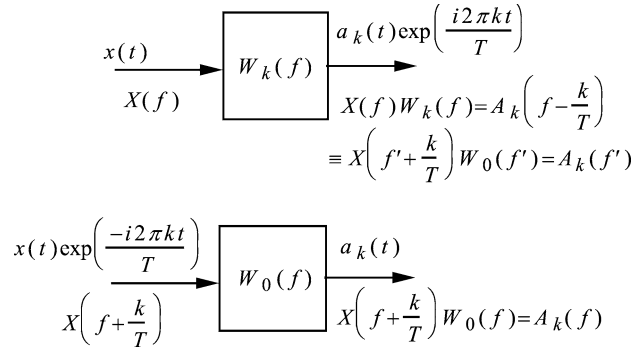 a_k(t)exp(i2πkt/T)
x(t)
W_k(f)
X(f)
X(f)W_k(f)=A_k(f−k/T)
≡ X(f'+k/T)W_0(f')=A_k(f')
x(t)exp(−i2πkt/T)
a_k(t)
W_0(f)
X(f+k/T)
X(f+k/T)W_0(f)=A_k(f)